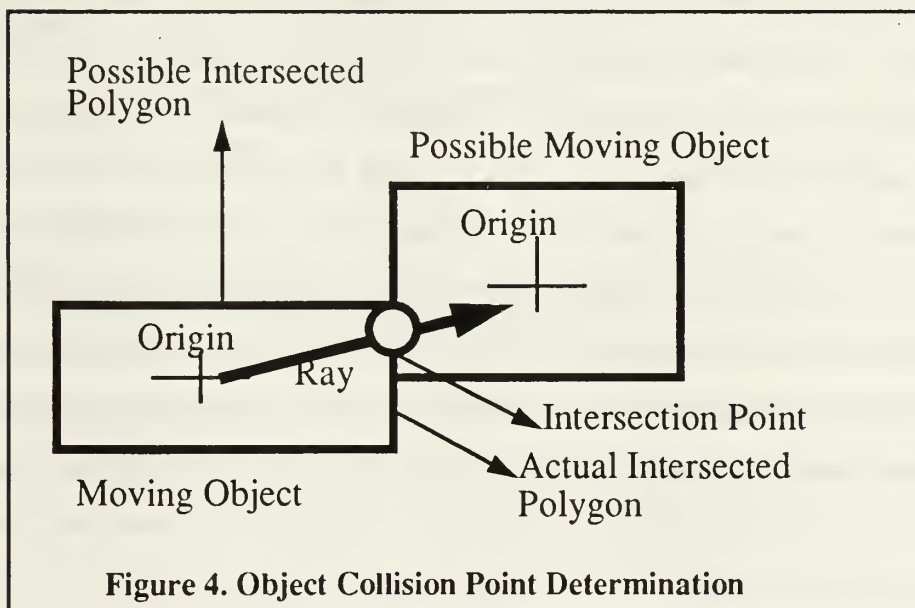 Possible Intersected
Polygon
Possible Moving Object
Origin
Origin
Ray
Intersection Point
Actual Intersected
Polygon
Moving Object
Figure 4. Object Collision Point Determination